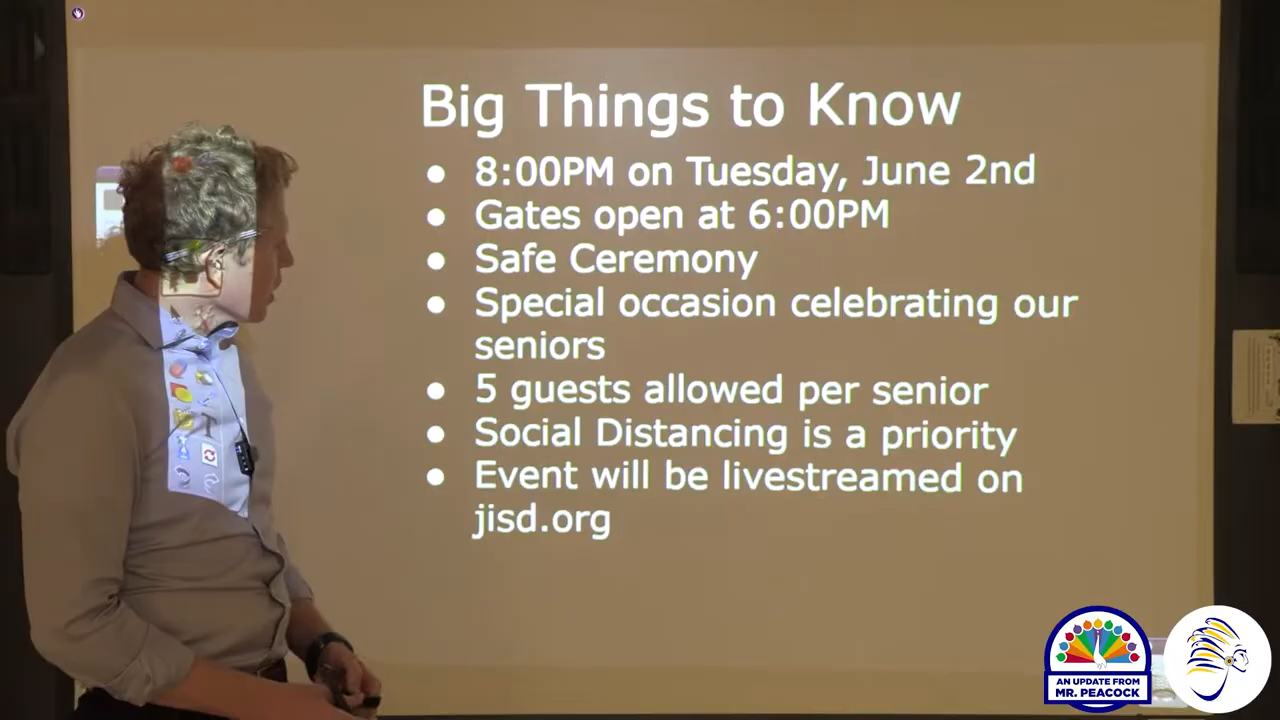 Big Things to Know
● 8:00PM on Tuesday, June 2nd
● Gates open at 6:00PM
● Safe Ceremony
● Special occasion celebrating our
seniors
● 5 guests allowed per senior
● Social Distancing is a priority
● Event will be livestreamed on
jisd.org
AN UPDATE FROM
MR. PEACOCK